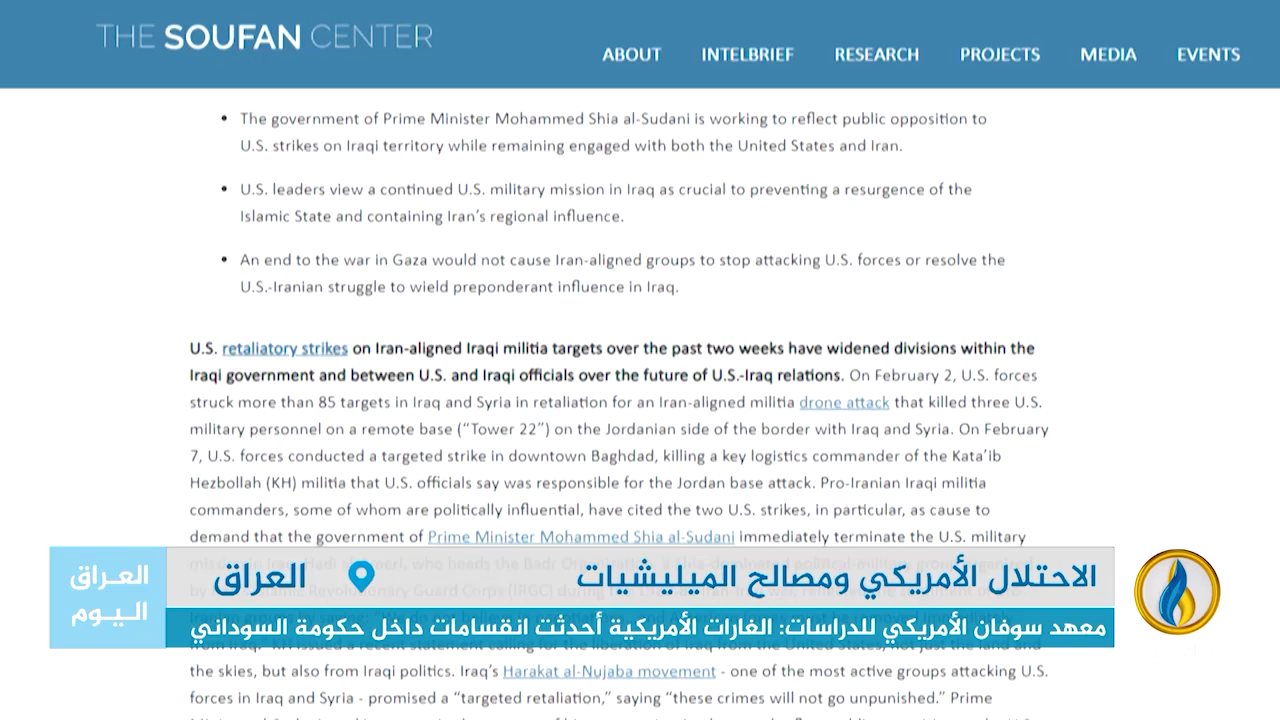 THE SOUFAN CENTER
ABOUT INTELBRIEF RESEARCH PROJECTS MEDIA EVENTS
• The government of Prime Minister Mohammed Shia al-Sudani is working to reflect public opposition to
U.S. strikes on Iraqi territory while remaining engaged with both the United States and Iran.
• U.S. leaders view a continued U.S. military mission in Iraq as crucial to preventing a resurgence of the
Islamic State and containing Iran’s regional influence.
• An end to the war in Gaza would not cause Iran-aligned groups to stop attacking U.S. forces or resolve the
U.S.-Iranian struggle to wield preponderant influence in Iraq.
U.S. retaliatory strikes on Iran-aligned Iraqi militia targets over the past two weeks have widened divisions within the
Iraqi government and between U.S. and Iraqi officials over the future of U.S.-Iraq relations. On February 2, U.S. forces
struck more than 85 targets in Iraq and Syria in retaliation for an Iran-aligned militia drone attack that killed three U.S.
military personnel on a remote base (“Tower 22”) on the Jordanian side of the border with Iraq and Syria. On February
7, U.S. forces conducted a targeted strike in downtown Baghdad, killing a key logistics commander of the Kata’ib
Hezbollah (KH) militia that U.S. officials say was responsible for the Jordan base attack. Pro-Iranian Iraqi militia
commanders, some of whom are politically influential, have cited the two U.S. strikes, in particular, as cause to
demand that the government of Prime Minister Mohammed Shia al-Sudani immediately terminate the U.S. military
الاحتلال الأمريكي ومصالح الميليشيات
العراق
العراق
اليوم
معهد سوفان الأمريكي للدراسات: الغارات الأمريكية أحدثت انقسامات داخل حكومة السوداني
the skies, but also from Iraqi politics. Iraq’s Harakat al-Nujaba movement - one of the most active groups attacking U.S.
forces in Iraq and Syria - promised a “targeted retaliation,” saying “these crimes will not go unpunished.” Prime